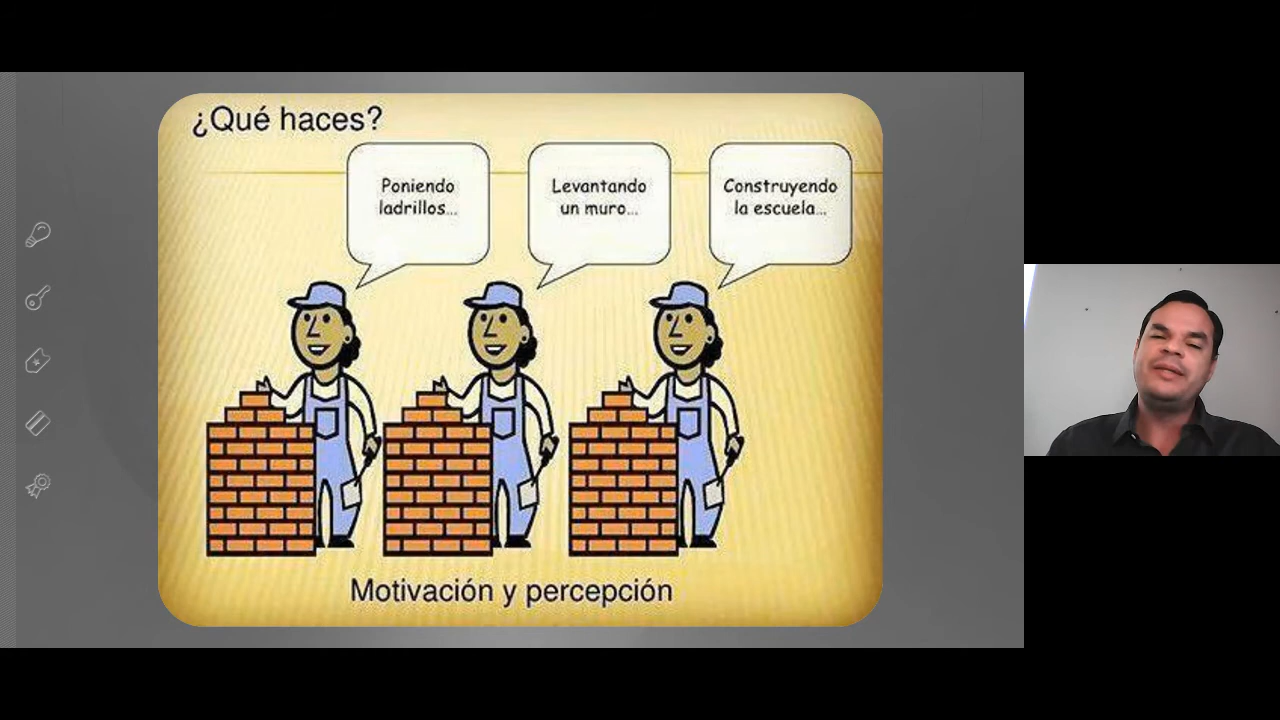 ¿Qué haces?
Poniendo
ladrillos...
Levantando
un muro...
Construyendo
la escuela...
Motivación y percepción